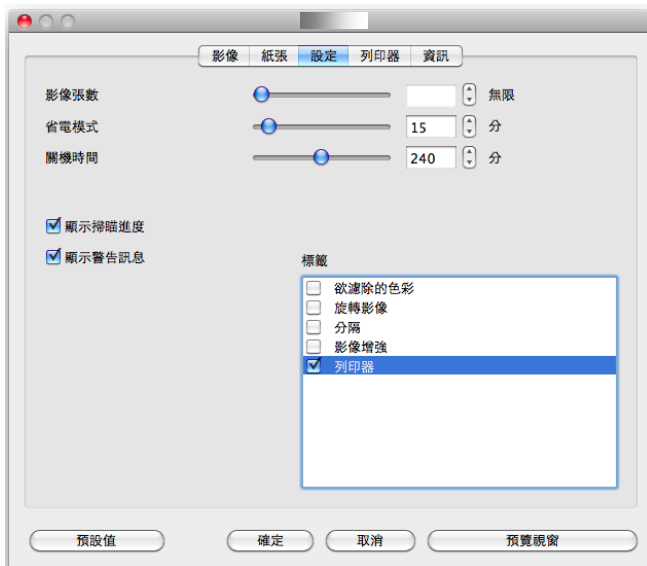 影像 紙張 設定 列印器 資訊
影像張數 無限
省電模式 15 分
關機時間 240 分
顯示掃瞄進度
顯示警告訊息
標籤
欲濾除的色彩
旋轉影像
分隔
影像增強
列印器
預設值 確定 取消 預覽視窗